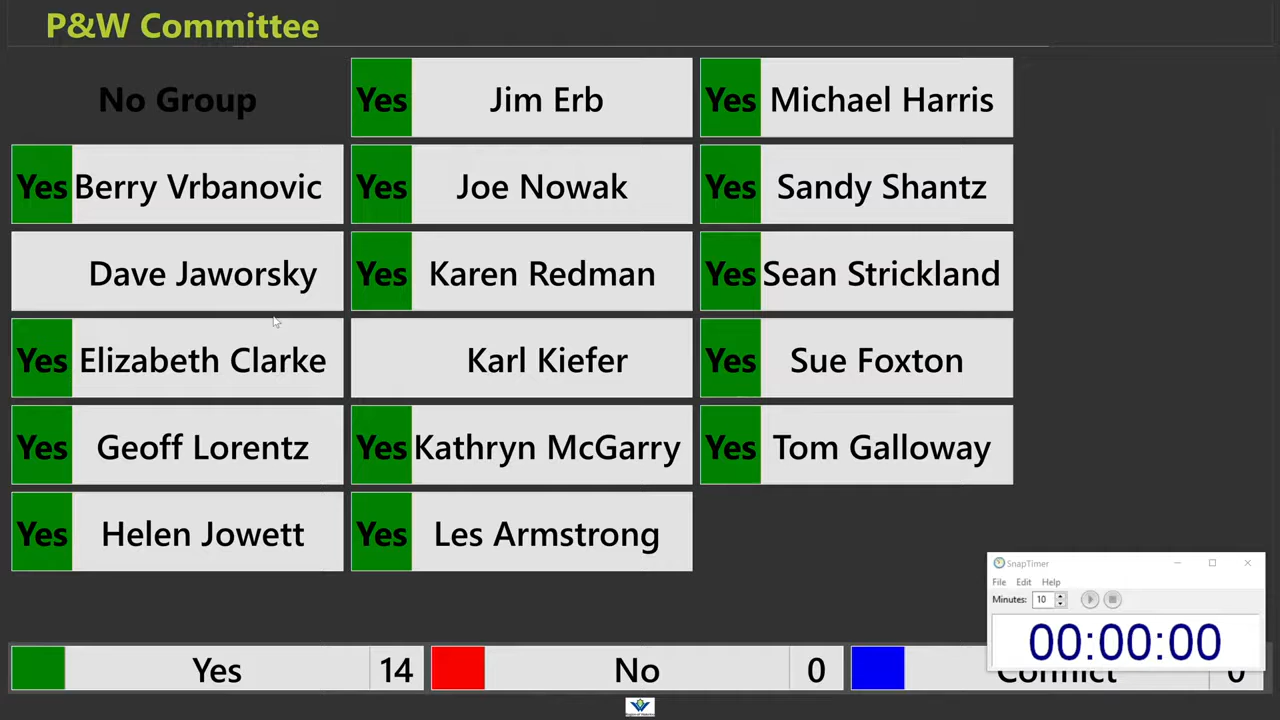 P&W Committee
No Group
Yes Berry Vrbanovic
Dave Jaworsky
Yes Elizabeth Clarke
Yes Geoff Lorentz
Yes Helen Jowett
Yes Jim Erb
Yes Joe Nowak
Yes Karen Redman
Karl Kiefer
Yes Kathryn McGarry
Yes Les Armstrong
Yes Michael Harris
Yes Sandy Shantz
Yes Sean Strickland
Yes Sue Foxton
Yes Tom Galloway
SnapTimer
File Edit Help
Minutes: 10
00:00:00
Yes 14 No 0 Conflict 0